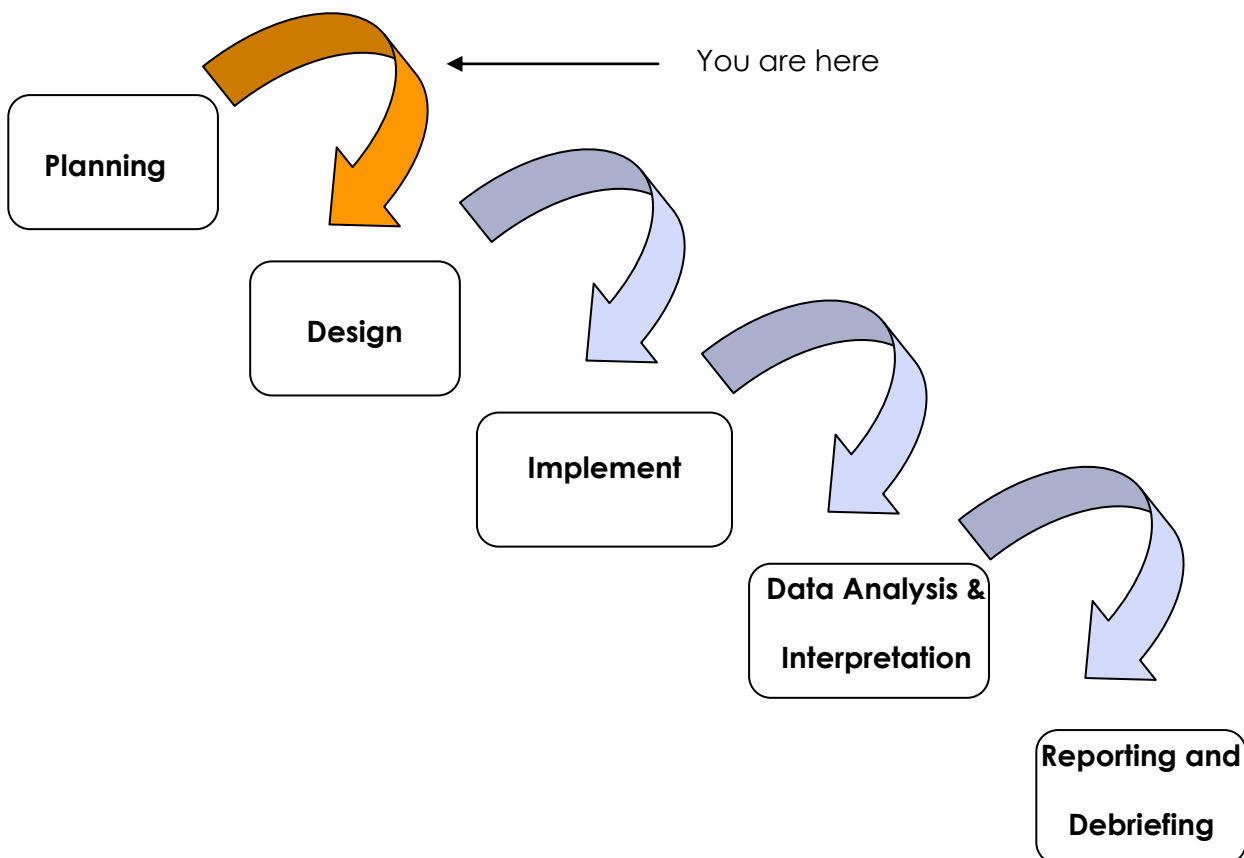 You are here
Planning
Design
Implement
Data Analysis &
Interpretation
Reporting and
Debriefing